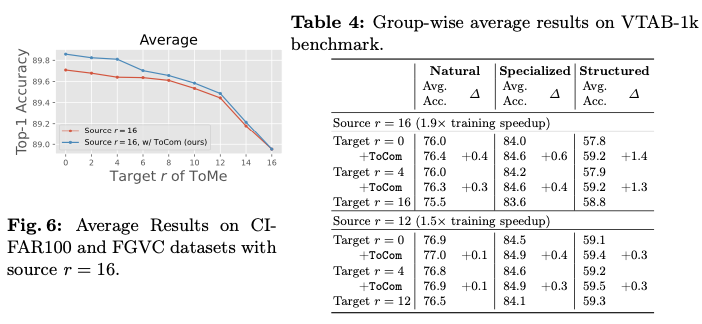 Average
Top-1 Accuracy
89.8
89.6
89.4
89.2
89.0
Source r = 16
Source r = 16, w/ ToCom (ours)
0 2 4 6 8 10 12 14 16
Target r of ToMe
Fig. 6: Average Results on CI-
FAR100 and FGVC datasets with
source r = 16.
Table 4: Group-wise average results on VTAB-1k
benchmark.
Natural Specialized Structured
Avg. Acc. Δ Avg. Acc. Δ Avg. Acc. Δ
Source r = 16 (1.9× training speedup)
Target r = 0 76.0 84.0 57.8
+ToCom 76.4 +0.4 84.6 +0.6 59.2 +1.4
Target r = 4 76.0 84.2 57.9
+ToCom 76.3 +0.3 84.6 +0.4 59.2 +1.3
Target r = 16 75.5 83.6 58.8
Source r = 12 (1.5× training speedup)
Target r = 0 76.9 84.5 59.1
+ToCom 77.0 +0.1 84.9 +0.4 59.4 +0.3
Target r = 4 76.8 84.6 59.2
+ToCom 76.9 +0.1 84.9 +0.3 59.5 +0.3
Target r = 12 76.5 84.1 59.3